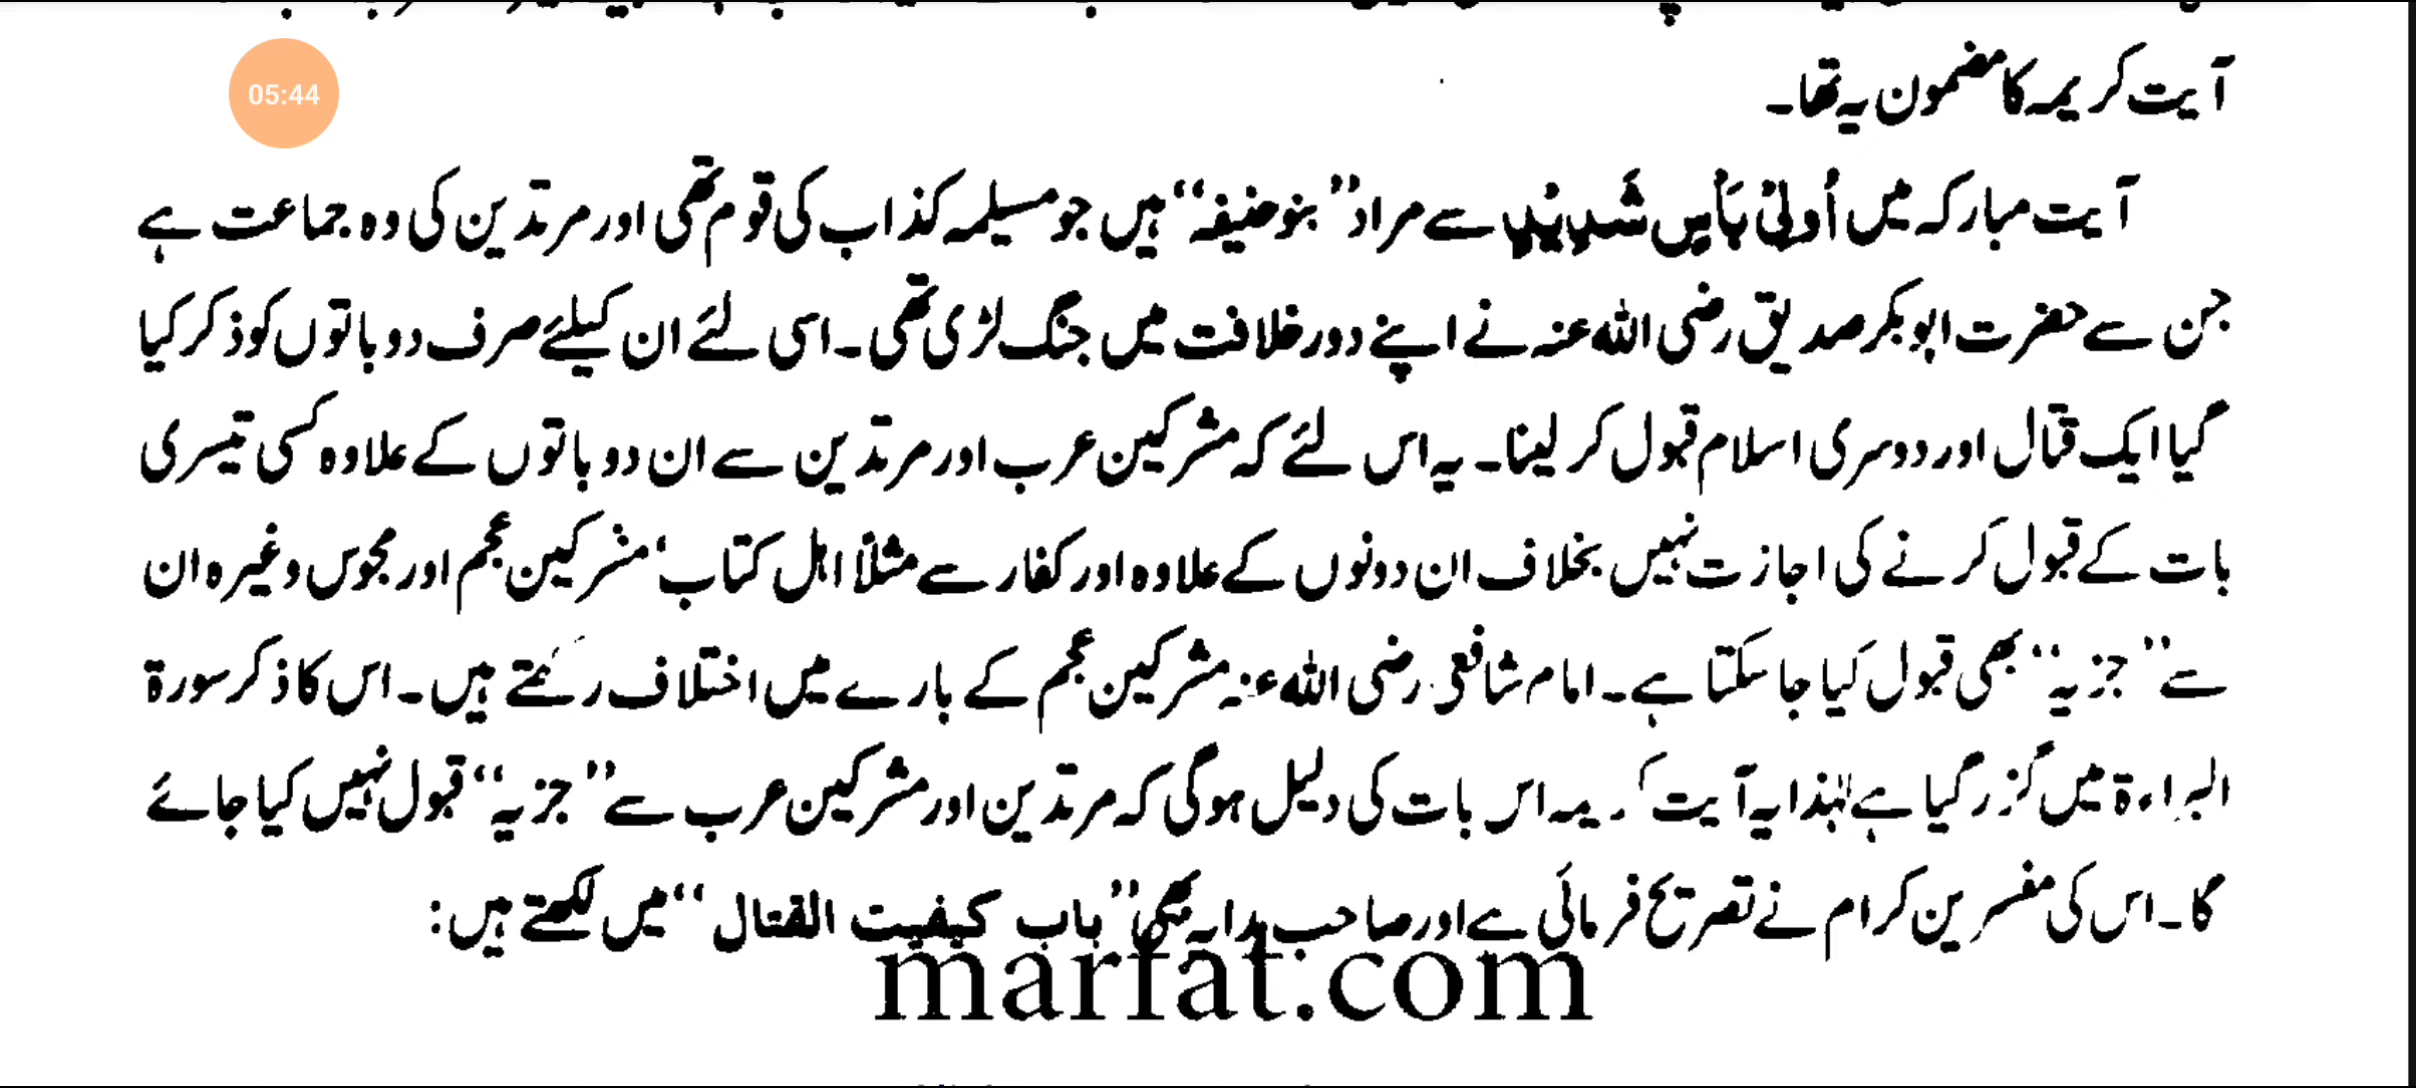 05:44
آیت کریمہ کا مضمون یہ تھا۔
آیت مبارکہ میں أُولِیْ بَأْسٍ شَدِیْدٍ سے مراد ”بنو حنیفہ“ ہیں جو مسیلمہ کذاب کی قوم تھی اور مرتدین کی وہ جماعت ہے
جن سے حضرت ابوبکر صدیق رضی اللہ عنہ نے اپنے دور خلافت میں جنگ لڑی تھی۔ اسی لئے ان کیلئے صرف دو باتوں کو ذکر کیا
گیا ایک قتال اور دوسری اسلام قبول کر لینا۔ یہ اس لئے کہ مشرکین عرب اور مرتدین سے ان دو باتوں کے علاوہ کسی تیسری
بات کے قبول کرنے کی اجازت نہیں بخلاف ان دونوں کے علاوہ اور کفار سے مثلاً اہل کتاب‘ مشرکین عجم اور مجوس وغیرہ ان
سے ”جزیہ“ بھی قبول کیا جا سکتا ہے۔ امام شافعی رضی اللہ عنہ مشرکین عجم کے بارے میں اختلاف رکھتے ہیں۔ اس کا ذکر سورۃ
البراءۃ میں گزر گیا ہے لہٰذا یہ آیت کریمہ اس بات کی دلیل ہوگی کہ مرتدین اور مشرکین عرب سے ”جزیہ“ قبول نہیں کیا جائے
گا۔ اس کی مفسرین کرام نے تصریح فرمائی ہے اور صاحب ہدایہ بھی ”باب کیفیت القتال“ میں لکھتے ہیں:
marfat.com